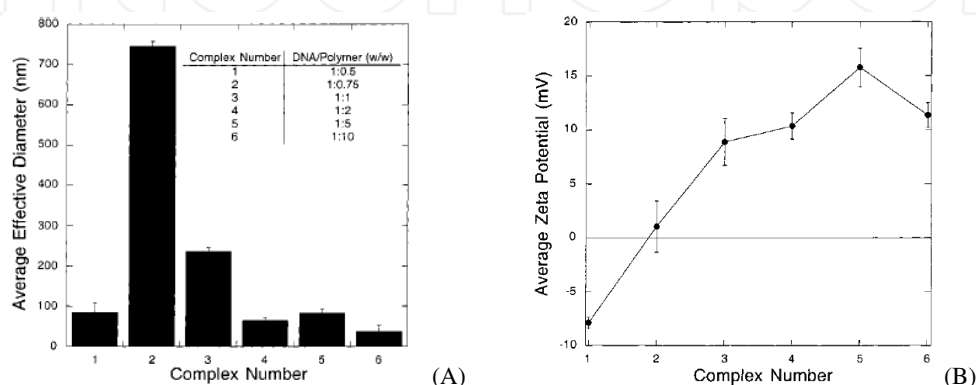 800
700
600
500
400
300
200
100
0
Average Effective Diameter (nm)
Complex Number DNA/Polymer (w/w)
1 1:0.5
2 1:0.75
3 1:1
4 1:2
5 1:5
6 1:10
1 2 3 4 5 6
Complex Number
(A)
20
15
10
5
0
-5
-10
Average Zeta Potential (mV)
1 2 3 4 5 6
Complex Number
(B)